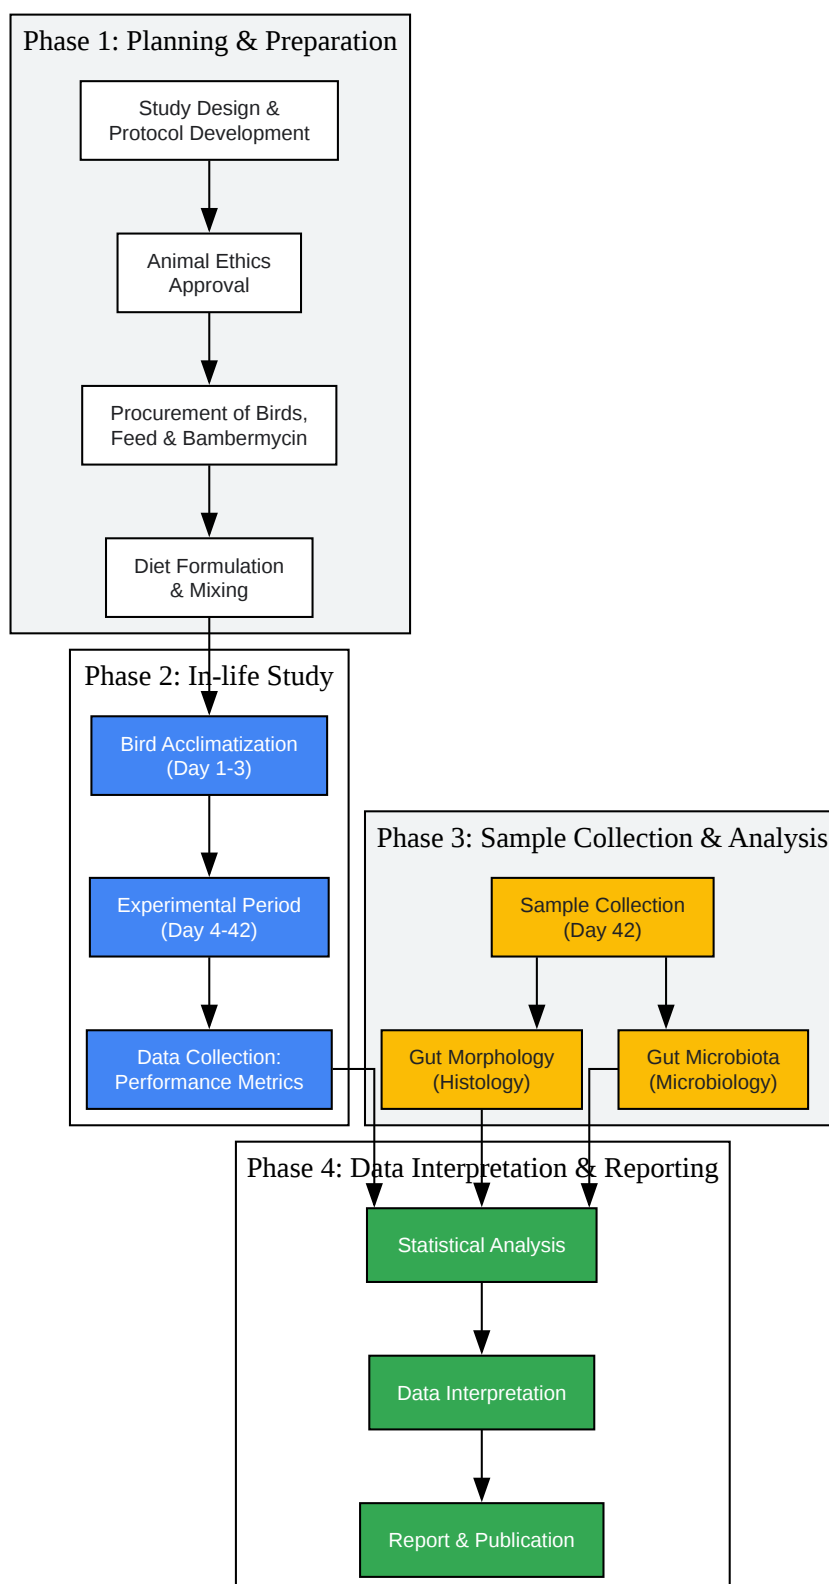 Phase 1: Planning & Preparation
Study Design &
Protocol Development
Animal Ethics
Approval
Procurement of Birds,
Feed & Bambermycin
Diet Formulation
& Mixing
Phase 2: In-life Study
Bird Acclimatization
(Day 1-3)
Experimental Period
(Day 4-42)
Data Collection:
Performance Metrics
Phase 3: Sample Collection & Analysis
Sample Collection
(Day 42)
Gut Morphology
(Histology)
Gut Microbiota
(Microbiology)
Phase 4: Data Interpretation & Reporting
Statistical Analysis
Data Interpretation
Report & Publication